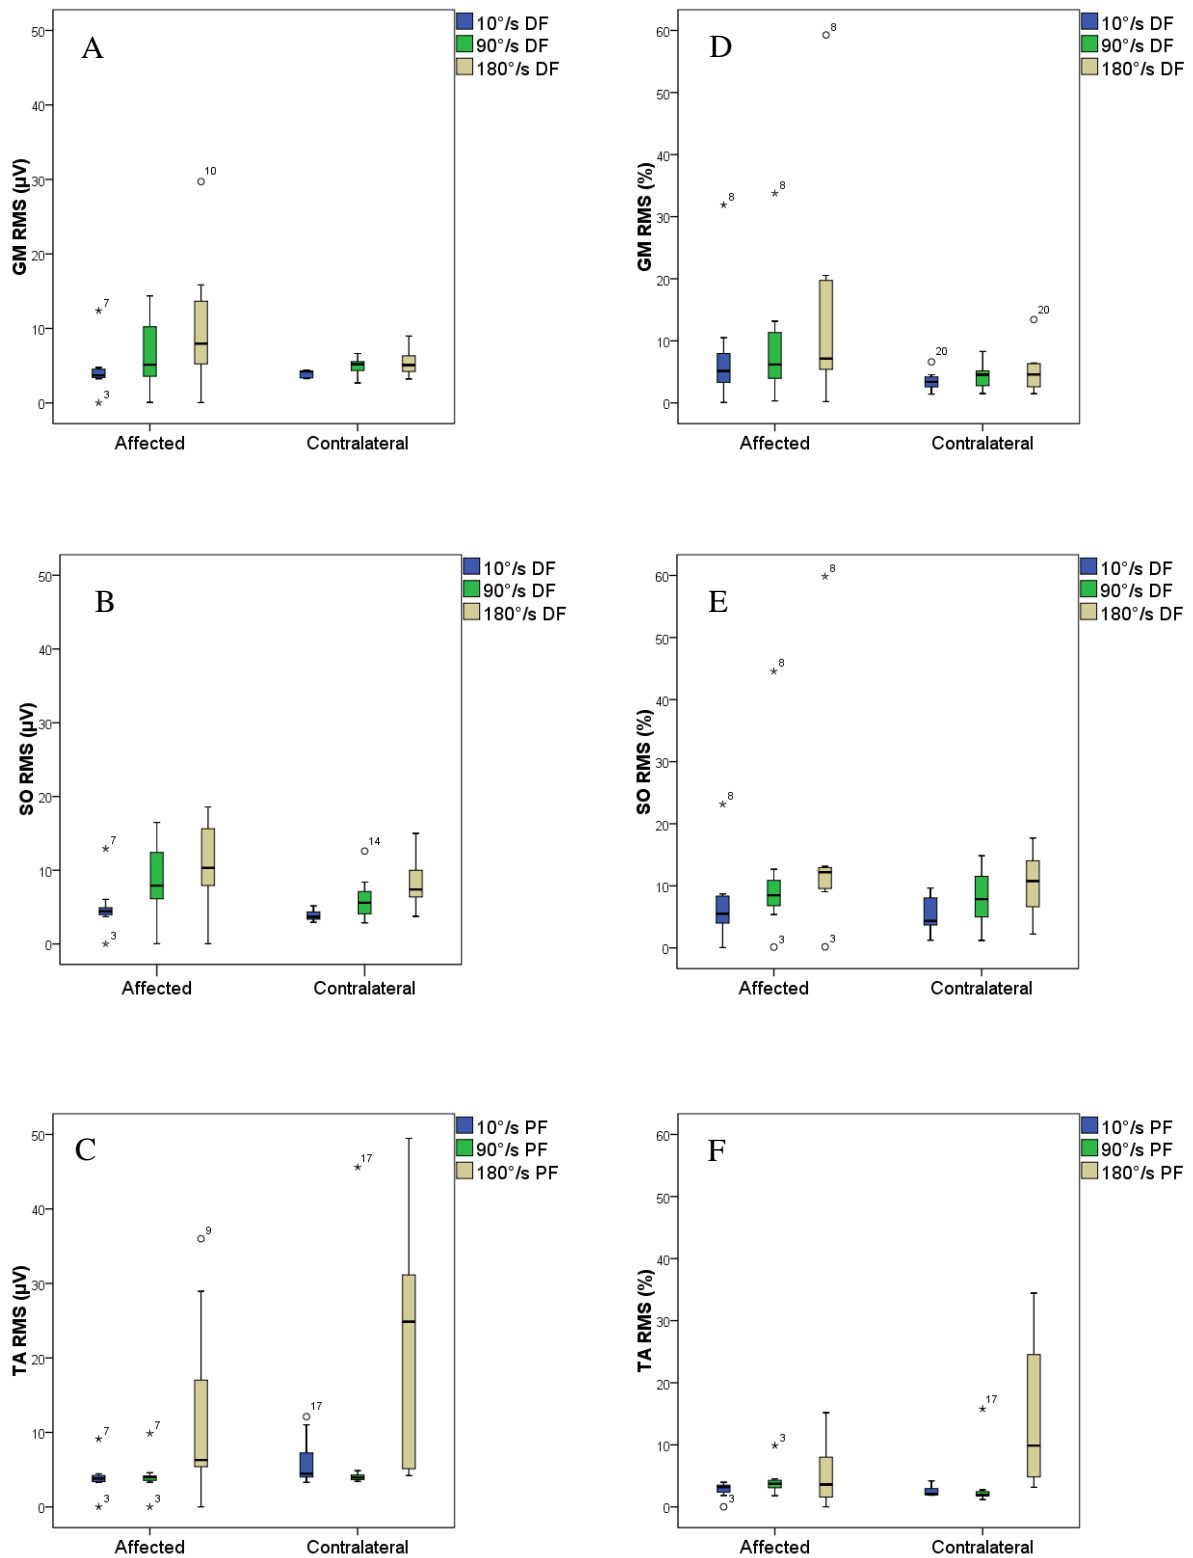 A
10°/s DF
90°/s DF
180°/s DF
GM RMS (µV)
50
40
30
20
10
0
7
3
10
Affected
Contralateral
D
10°/s DF
90°/s DF
180°/s DF
GM RMS (%)
60
50
40
30
20
10
0
8
8
8
20
20
Affected
Contralateral
B
10°/s DF
90°/s DF
180°/s DF
SO RMS (µV)
50
40
30
20
10
0
7
3
14
Affected
Contralateral
E
10°/s DF
90°/s DF
180°/s DF
SO RMS (%)
60
50
40
30
20
10
0
8
8
3
8
3
Affected
Contralateral
C
10°/s PF
90°/s PF
180°/s PF
TA RMS (µV)
50
40
30
20
10
0
7
3
7
3
9
17
17
Affected
Contralateral
F
10°/s PF
90°/s PF
180°/s PF
TA RMS (%)
60
50
40
30
20
10
0
3
3
17
Affected
Contralateral